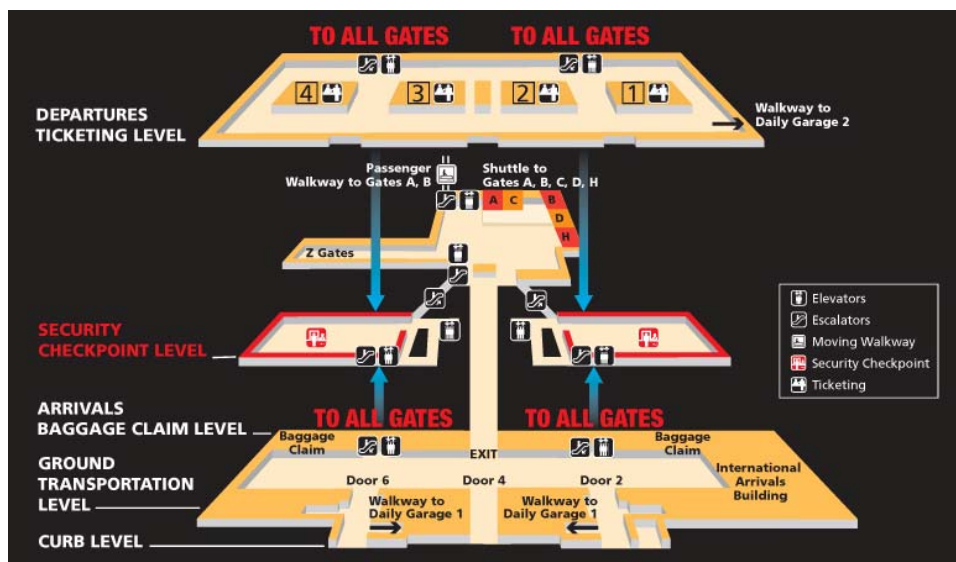 TO ALL GATES
TO ALL GATES
4
3
2
1
DEPARTURES
TICKETING LEVEL
Walkway to
Daily Garage 2
Passenger
Walkway to Gates A, B
Shuttle to
Gates A, B, C, D, H
A
C
B
D
H
Z Gates
Elevators
Escalators
Moving Walkway
Security Checkpoint
Ticketing
SECURITY
CHECKPOINT LEVEL
TO ALL GATES
TO ALL GATES
ARRIVALS
BAGGAGE CLAIM LEVEL
Baggage
Claim
EXIT
Baggage
Claim
GROUND
TRANSPORTATION
LEVEL
International
Arrivals
Building
Door 6
Door 4
Door 2
Walkway to
Daily Garage 1
Walkway to
Daily Garage 1
CURB LEVEL